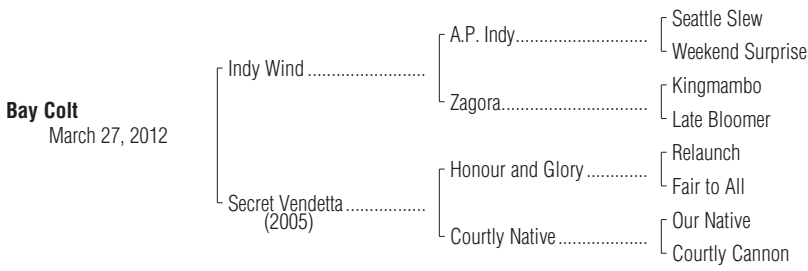 Seattle Slew
A.P. Indy
Weekend Surprise
Indy Wind
Kingmambo
Zagora
Late Bloomer
Bay Colt
March 27, 2012
Relaunch
Honour and Glory
Fair to All
Secret Vendetta
(2005)
Our Native
Courtly Native
Courtly Cannon